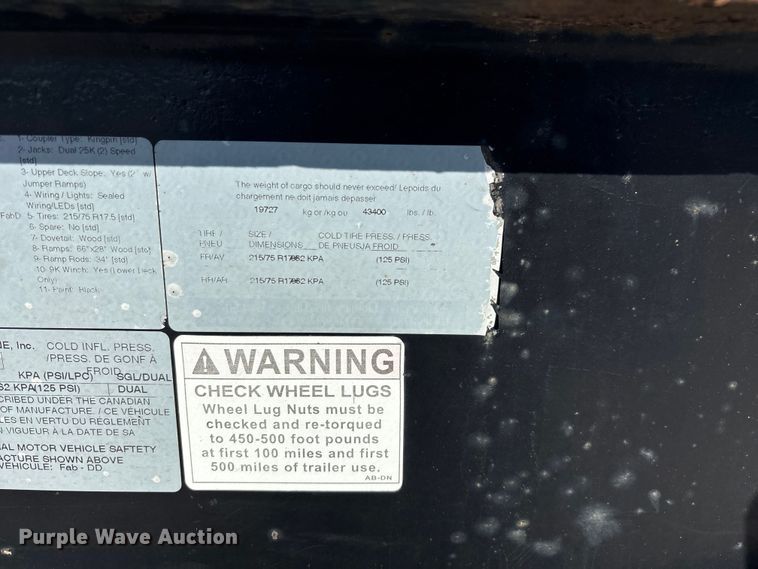 1- Coupler Type: Kingpin [std]
2- Jacks: Dual 25K (2) Speed
[std]
3- Upper Deck Slope: Yes (2' w/
Jumper Ramps)
4- Wiring / Lights: Sealed
Wiring/LEDs [std]
FabD 5- Tires: 215/75 R17.5 [std]
6- Spare: No [std]
7- Dovetail: Wood [std]
8- Ramps: 66"x28" Wood [std]
9- Ramp Rods: 34" [std]
10- 9K Winch: Yes (Lower Deck
Only)
11- Paint: Black
The weight of cargo should never exceed/ Lepoids du
chargement ne doit jamais depasser
19727 kg or /kg ou 43400 lbs. / lb.
TIRE / SIZE / COLD TIRE PRESS. / PRESS.
PNEU DIMENSIONS DE PNEUSJA FROID
FR/AV 215/75 R17 862 KPA (125 PSI)
RR/AR 215/75 R17 862 KPA (125 PSI)
NE, Inc. COLD INFL. PRESS.
/PRESS. DE GONF À
FROID
KPA (PSI/LPC) SGL/DUAL
62 KPA(125 PSI) DUAL
CRIBED UNDER THE CANADIAN
OF MANUFACTURE. / CE VÉHICULE
LES EN VERTU DU RÈGLEMENT
N VIGUEUR À LA DATE DE SA
AL MOTOR VEHICLE SAFTETY
ACTURE SHOWN ABOVE
VEHICULE: Fab - DD
WARNING
CHECK WHEEL LUGS
Wheel Lug Nuts must be
checked and re-torqued
to 450-500 foot pounds
at first 100 miles and first
500 miles of trailer use.
AB-DN
Purple Wave Auction